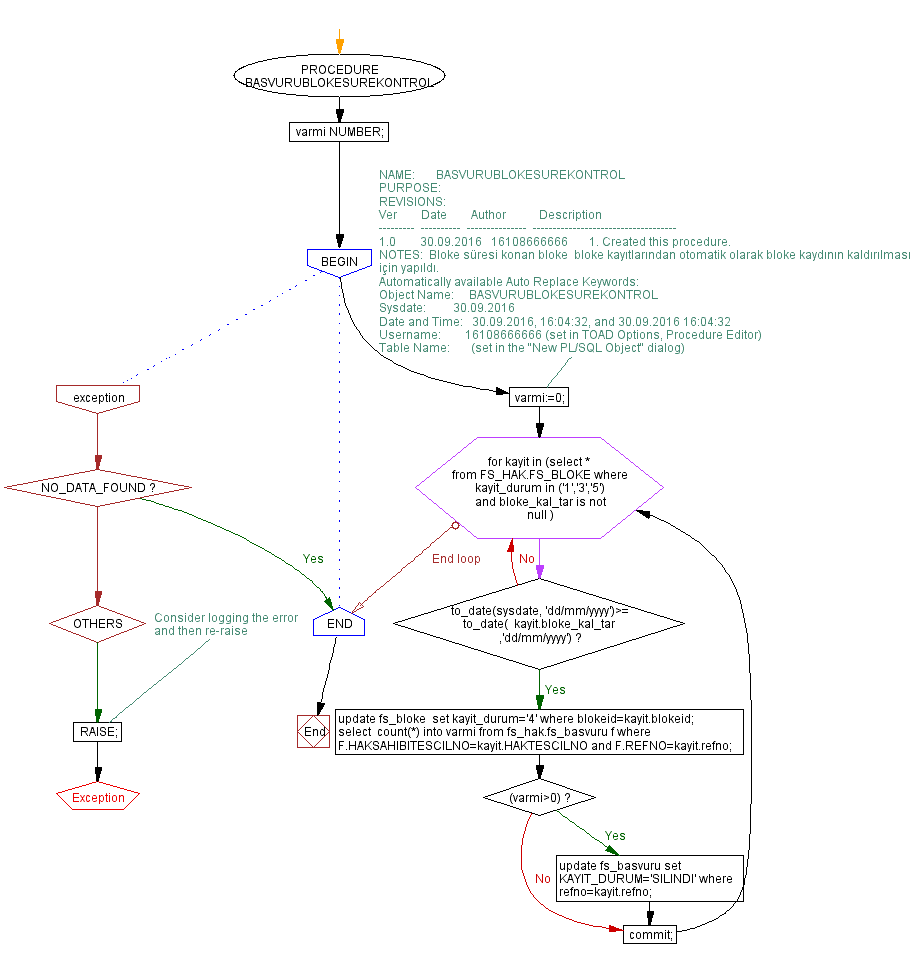 PROCEDURE
BASVURUBLOKESUREKONTROL
varmi NUMBER;
NAME: BASVURUBLOKESUREKONTROL
PURPOSE:
REVISIONS:
Ver Date Author Description
--------- ---------- --------------- ------------------------------------
1.0 30.09.2016 16108666666 1. Created this procedure.
NOTES: Bloke süresi konan bloke bloke kayıtlarından otomatik olarak bloke kaydının kaldırılması
için yapıldı.
Automatically available Auto Replace Keywords:
Object Name: BASVURUBLOKESUREKONTROL
Sysdate: 30.09.2016
Date and Time: 30.09.2016, 16:04:32, and 30.09.2016 16:04:32
Username: 16108666666 (set in TOAD Options, Procedure Editor)
Table Name: (set in the "New PL/SQL Object" dialog)
BEGIN
exception
varmi:=0;
for kayit in (select *
from FS_HAK.FS_BLOKE where
kayit_durum in ('1','3','5')
and bloke_kal_tar is not
null )
NO_DATA_FOUND ?
Yes
End loop
No
OTHERS
Consider logging the error
and then re-raise
END
to_date(sysdate, 'dd/mm/yyyy')>=
to_date( kayit.bloke_kal_tar
,'dd/mm/yyyy') ?
Yes
RAISE;
End
update fs_bloke set kayit_durum='4' where blokeid=kayit.blokeid;
select count(*) into varmi from fs_hak.fs_basvuru f where
F.HAKSAHIBITESCILNO=kayit.HAKTESCILNO and F.REFNO=kayit.refno;
Exception
(varmi>0) ?
Yes
No
update fs_basvuru set
KAYIT_DURUM='SILINDI' where
refno=kayit.refno;
commit;